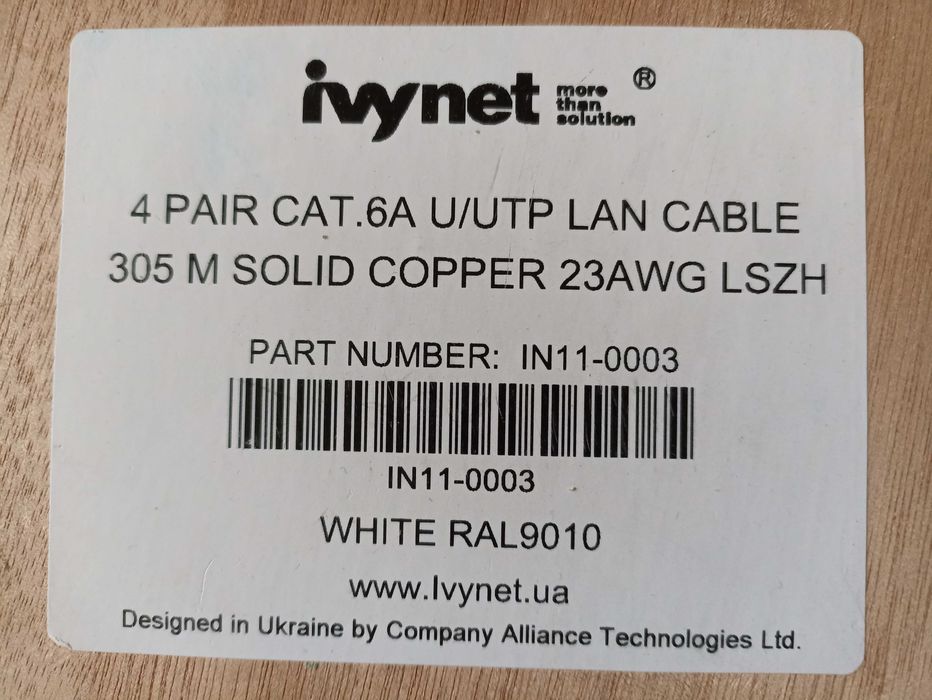 ivynet more than solution ®
4 PAIR CAT.6A U/UTP LAN CABLE
305 M SOLID COPPER 23AWG LSZH
PART NUMBER: IN11-0003
IN11-0003
WHITE RAL9010
www.Ivynet.ua
Designed in Ukraine by Company Alliance Technologies Ltd.